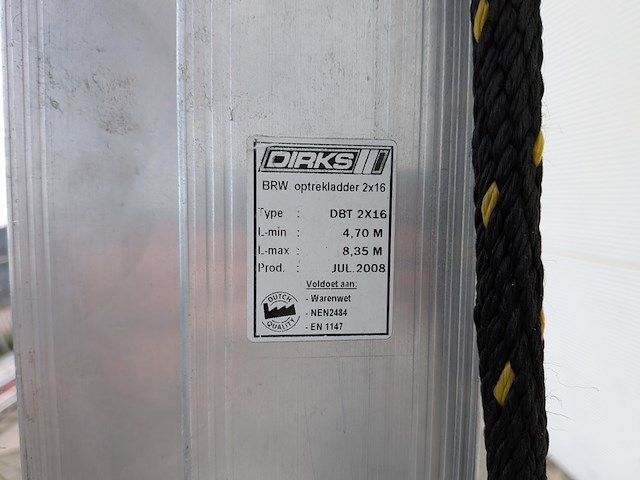 DIRKS
BRW optrekladder 2x16
Type : DBT 2X16
L-min : 4,70 M
L-max : 8,35 M
Prod. : JUL.2008
Voldoet aan:
- Warenwet
- NEN2484
- EN 1147
DUTCH
QUALITY